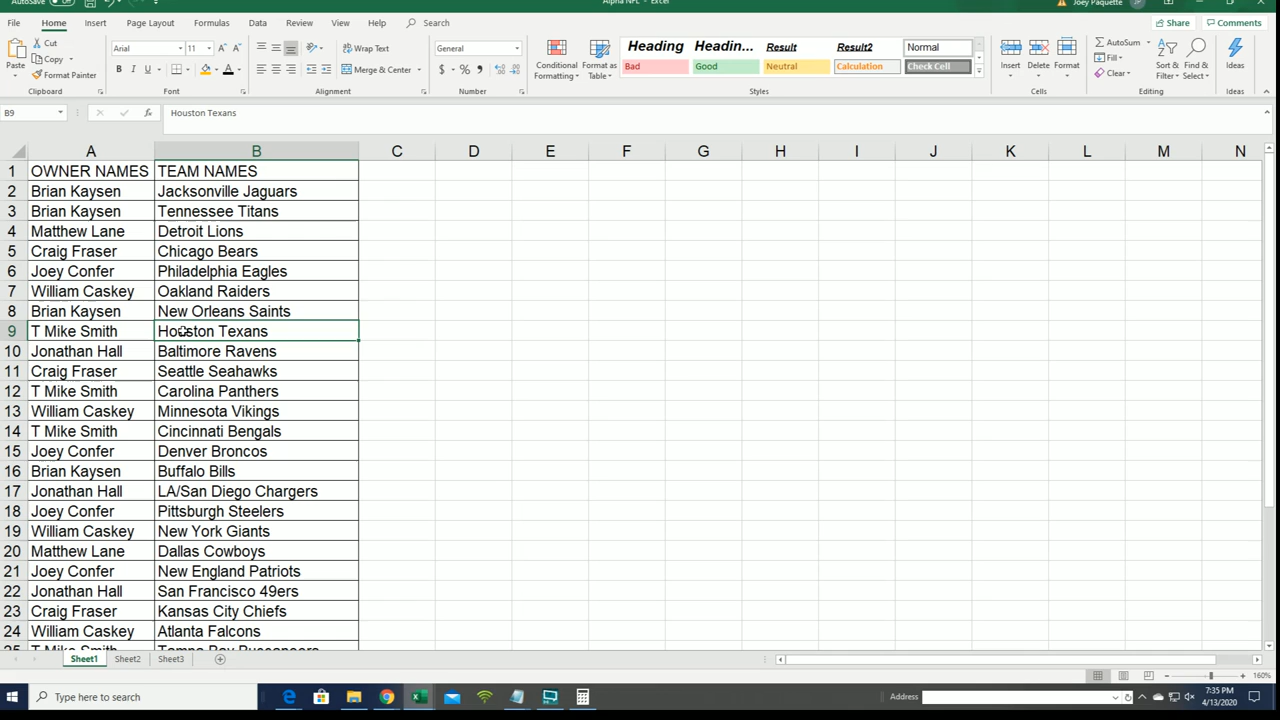 AutoSave
Alpha NFL - Excel
Joey Paquette
JP
File Home Insert Page Layout Formulas Data Review View Help Search
Share Comments
Paste
Cut
Copy
Format Painter
Clipboard
Arial 11
Font
Wrap Text
Merge & Center
Alignment
General
Number
Conditional Formatting
Format as Table
Heading Headin... Result Result2 Normal
Bad Good Neutral Calculation Check Cell
Styles
Insert Delete Format
Cells
AutoSum
Fill
Clear
Sort & Filter
Find & Select
Editing
Ideas
Ideas
B9 fx Houston Texans
A B C D E F G H I J K L M N
1 OWNER NAMES TEAM NAMES
2 Brian Kaysen Jacksonville Jaguars
3 Brian Kaysen Tennessee Titans
4 Matthew Lane Detroit Lions
5 Craig Fraser Chicago Bears
6 Joey Confer Philadelphia Eagles
7 William Caskey Oakland Raiders
8 Brian Kaysen New Orleans Saints
9 T Mike Smith Houston Texans
10 Jonathan Hall Baltimore Ravens
11 Craig Fraser Seattle Seahawks
12 T Mike Smith Carolina Panthers
13 William Caskey Minnesota Vikings
14 T Mike Smith Cincinnati Bengals
15 Joey Confer Denver Broncos
16 Brian Kaysen Buffalo Bills
17 Jonathan Hall LA/San Diego Chargers
18 Joey Confer Pittsburgh Steelers
19 William Caskey New York Giants
20 Matthew Lane Dallas Cowboys
21 Joey Confer New England Patriots
22 Jonathan Hall San Francisco 49ers
23 Craig Fraser Kansas City Chiefs
24 William Caskey Atlanta Falcons
25 T Mike Smith Tampa Bay Buccaneers
Sheet1 Sheet2 Sheet3
160%
Type here to search
Address
7:35 PM
4/13/2020